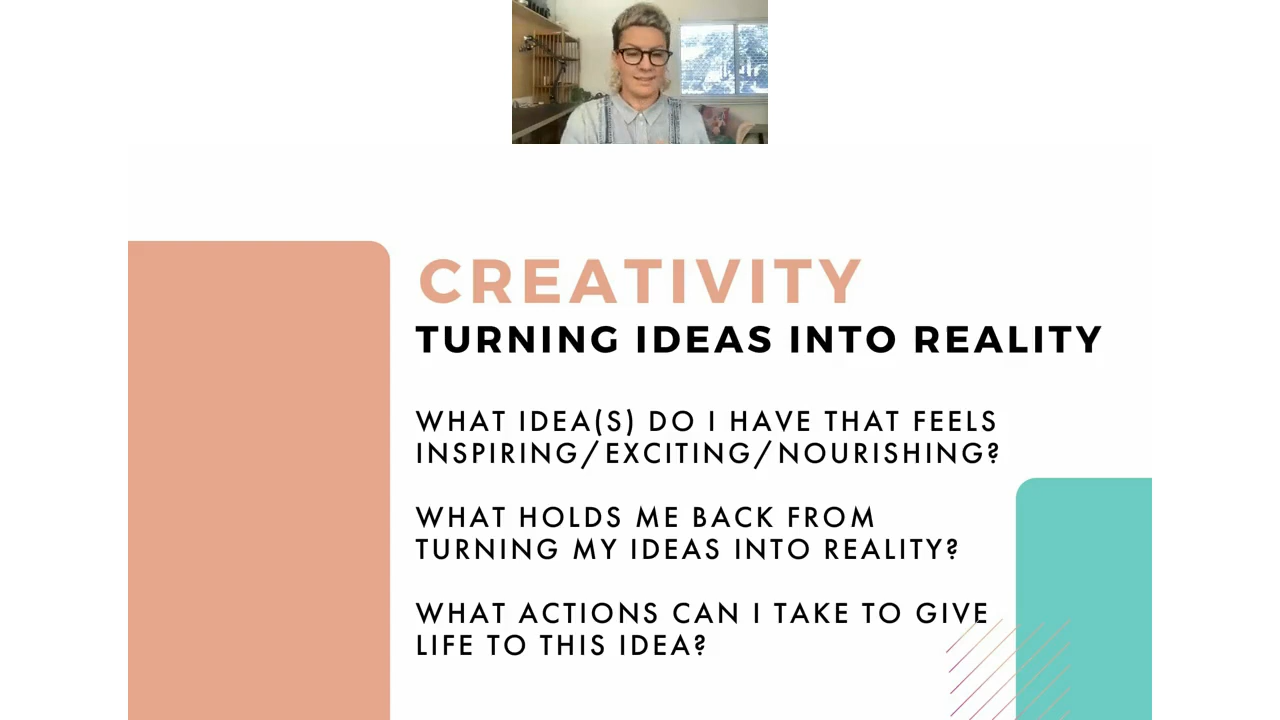 CREATIVITY
TURNING IDEAS INTO REALITY
WHAT IDEA(S) DO I HAVE THAT FEELS
INSPIRING/EXCITING/NOURISHING?
WHAT HOLDS ME BACK FROM
TURNING MY IDEAS INTO REALITY?
WHAT ACTIONS CAN I TAKE TO GIVE
LIFE TO THIS IDEA?